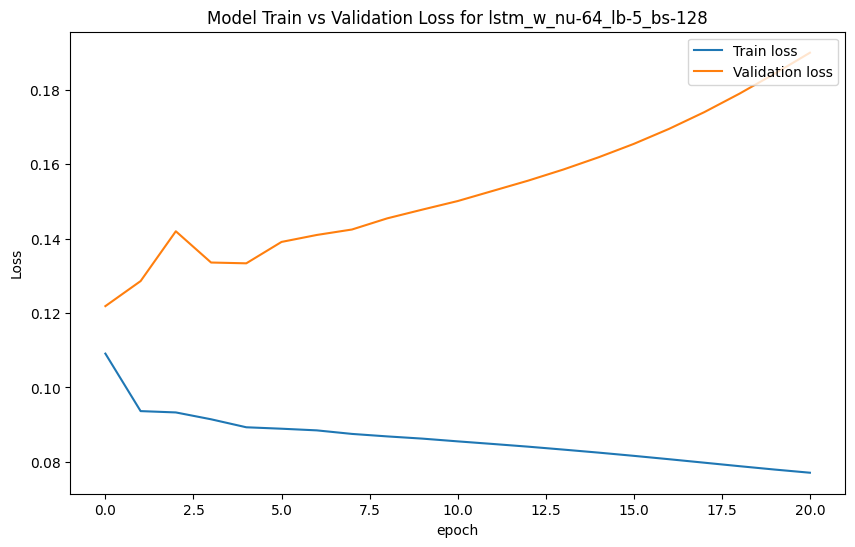 Model Train vs Validation Loss for lstm_w_nu-64_lb-5_bs-128
Train loss
Validation loss
0.18
0.16
0.14
0.12
0.10
0.08
Loss
0.0 2.5 5.0 7.5 10.0 12.5 15.0 17.5 20.0
epoch